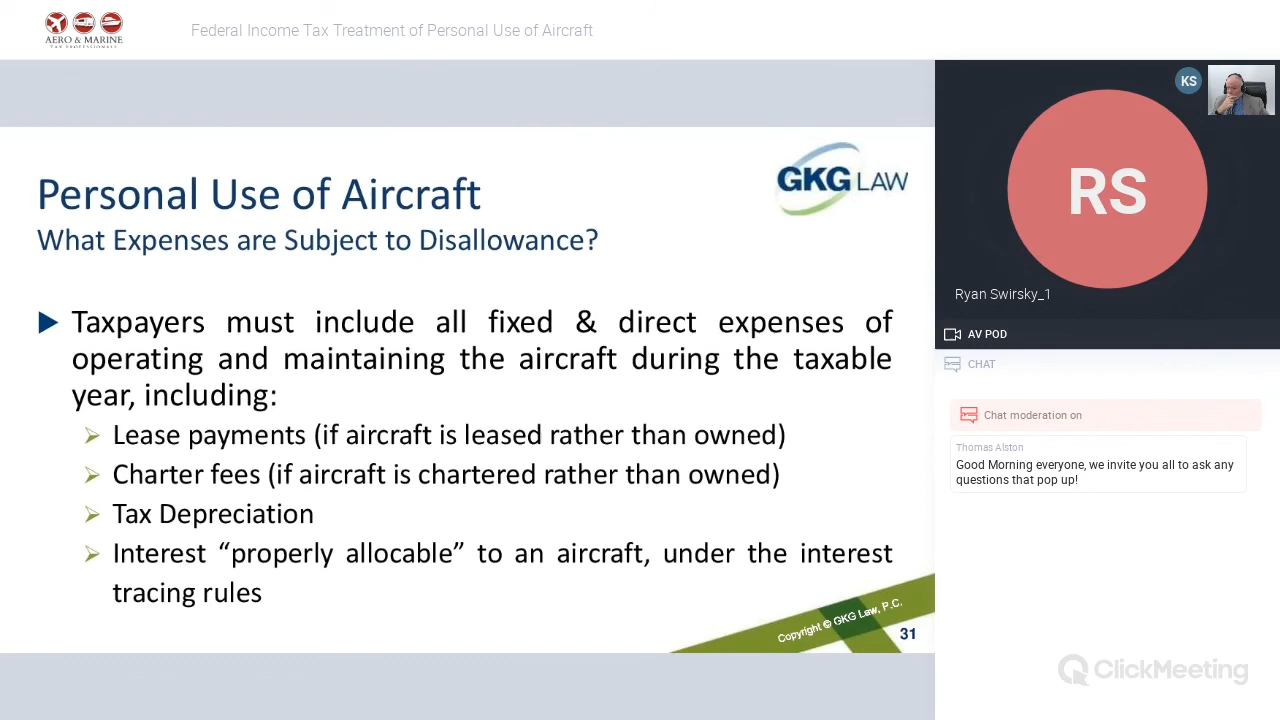 AERO & MARINE
TAX PROFESSIONALS
Federal Income Tax Treatment of Personal Use of Aircraft
GKG LAW
Personal Use of Aircraft
What Expenses are Subject to Disallowance?
Taxpayers must include all fixed & direct expenses of
operating and maintaining the aircraft during the taxable
year, including:
Lease payments (if aircraft is leased rather than owned)
Charter fees (if aircraft is chartered rather than owned)
Tax Depreciation
Interest “properly allocable” to an aircraft, under the interest
tracing rules
Copyright © GKG Law, P.C.
31
KS
RS
Ryan Swirsky_1
AV POD
CHAT
Chat moderation on
Thomas Alston
Good Morning everyone, we invite you all to ask any
questions that pop up!
ClickMeeting